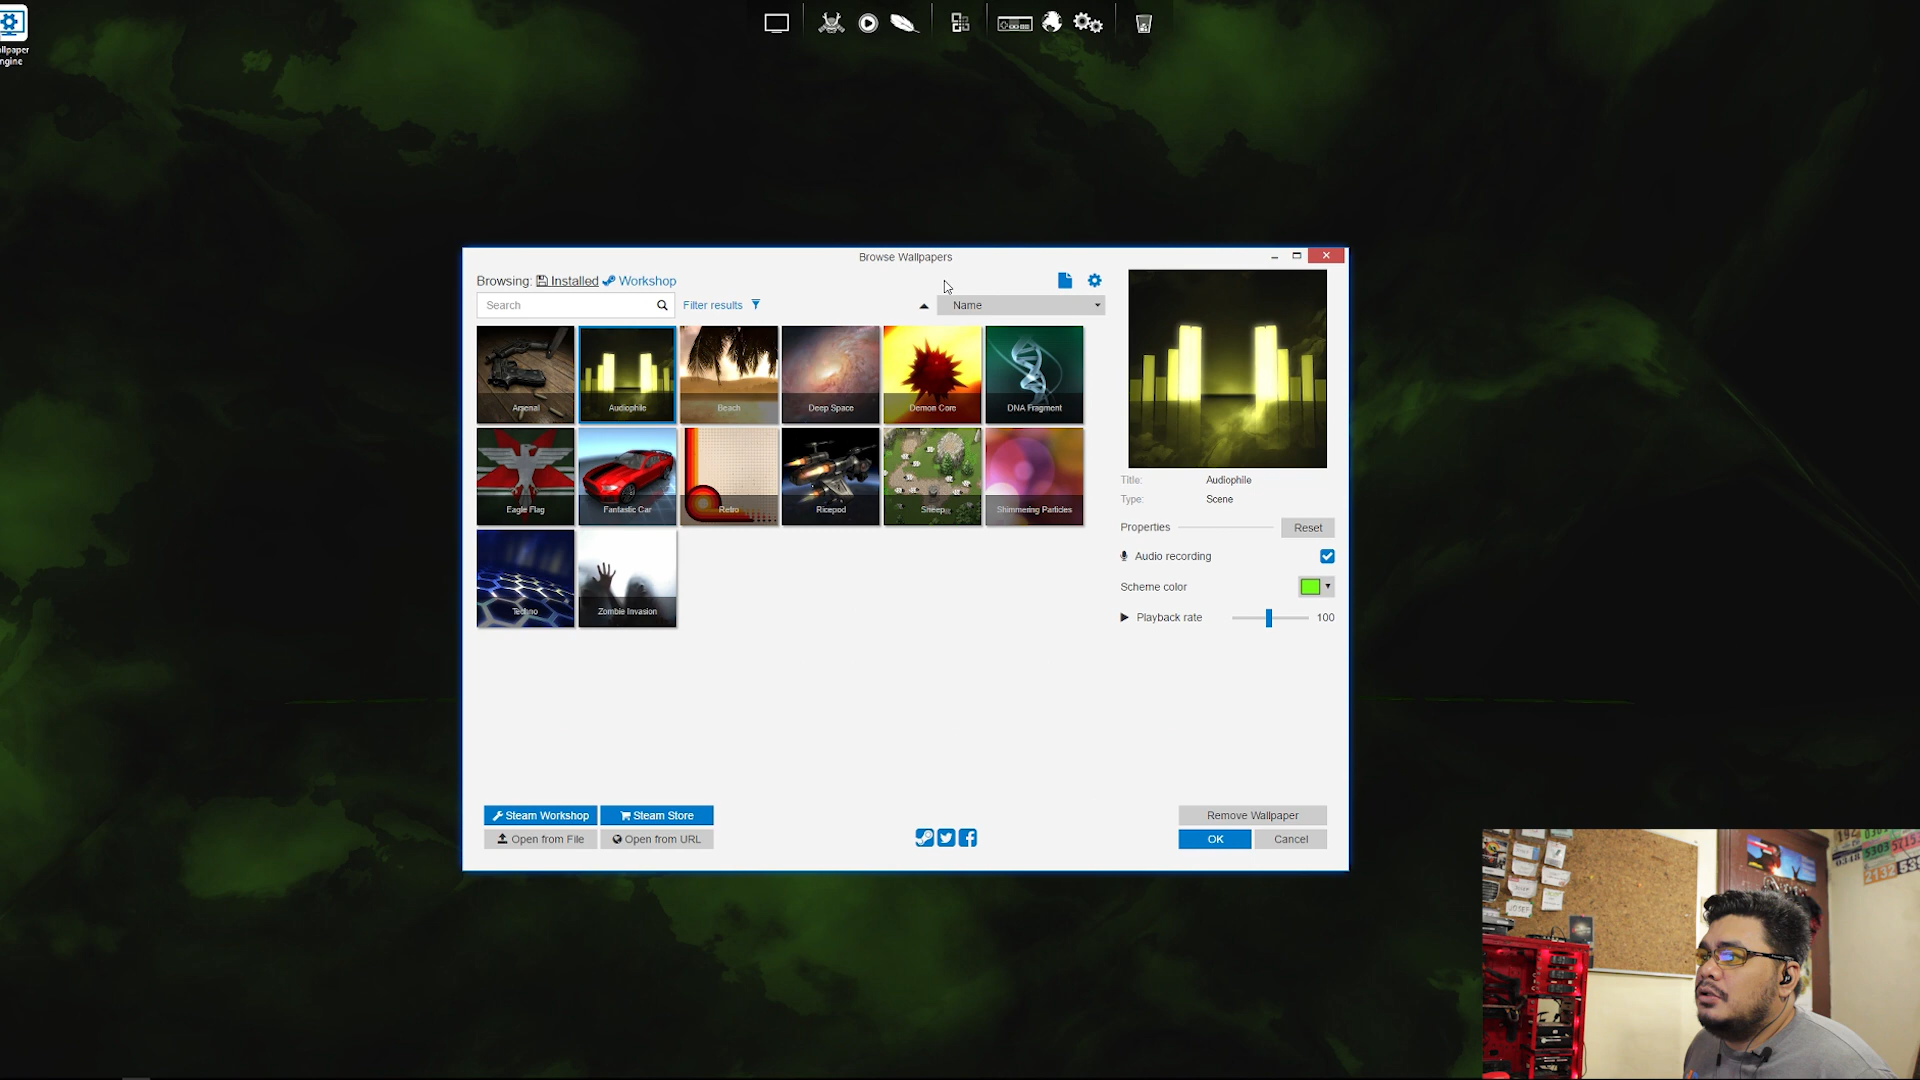 llpaper
ngine
Browse Wallpapers
Browsing: Installed Workshop
Search
Filter results
Name
Arsenal
Audiophile
Beach
Deep Space
Demon Core
DNA Fragment
Eagle Flag
Fantastic Car
Retro
Ricepod
Sheep
Shimmering Particles
Techno
Zombie Invasion
Title: Audiophile
Type: Scene
Properties
Reset
Audio recording
Scheme color
Playback rate
100
Steam Workshop
Steam Store
Open from File
Open from URL
Remove Wallpaper
OK
Cancel
5303
2132
JOSEF